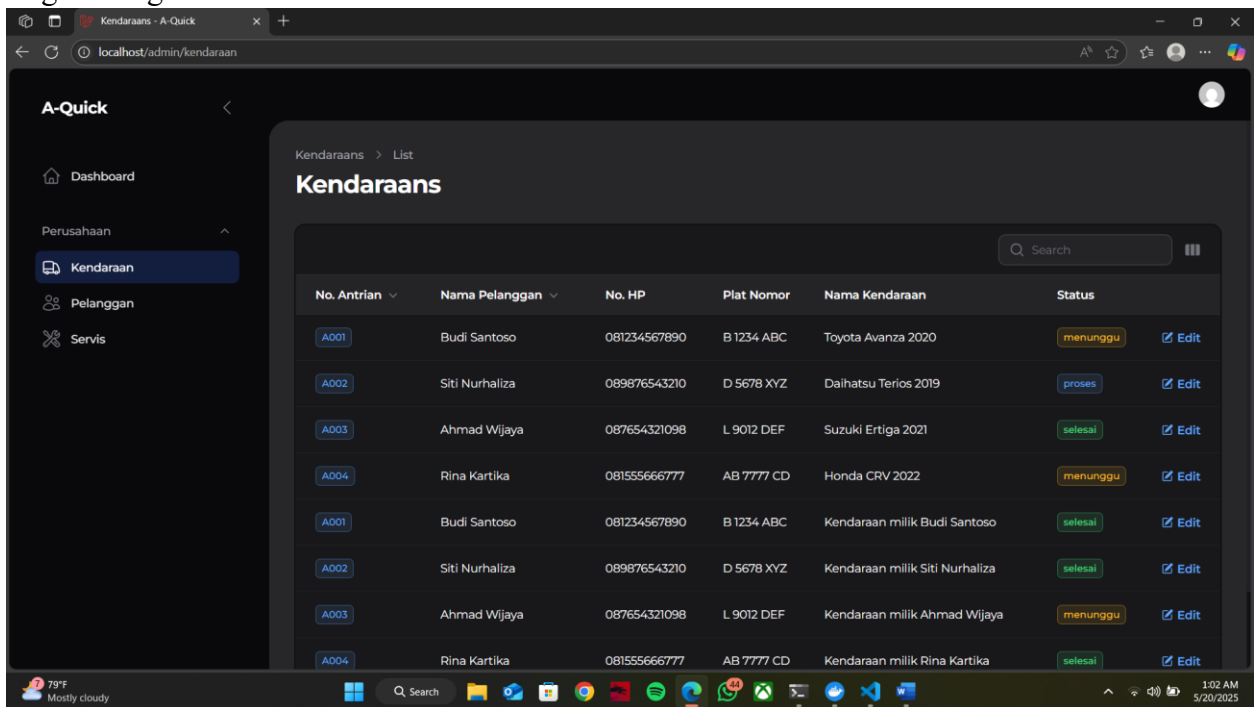 Kendaraans - A-Quick
localhost/admin/kendaraan
A-Quick
Dashboard
Perusahaan
Kendaraan
Pelanggan
Servis
Kendaraans > List
Kendaraans
Search
No. Antrian Nama Pelanggan No. HP Plat Nomor Nama Kendaraan Status
A001 Budi Santoso 081234567890 B 1234 ABC Toyota Avanza 2020 menunggu Edit
A002 Siti Nurhaliza 089876543210 D 5678 XYZ Daihatsu Terios 2019 proses Edit
A003 Ahmad Wijaya 087654321098 L 9012 DEF Suzuki Ertiga 2021 selesai Edit
A004 Rina Kartika 081555666777 AB 7777 CD Honda CRV 2022 menunggu Edit
A001 Budi Santoso 081234567890 B 1234 ABC Kendaraan milik Budi Santoso selesai Edit
A002 Siti Nurhaliza 089876543210 D 5678 XYZ Kendaraan milik Siti Nurhaliza selesai Edit
A003 Ahmad Wijaya 087654321098 L 9012 DEF Kendaraan milik Ahmad Wijaya menunggu Edit
A004 Rina Kartika 081555666777 AB 7777 CD Kendaraan milik Rina Kartika selesai Edit
7 79°F
Mostly cloudy
Search
44
1:02 AM
5/20/2025